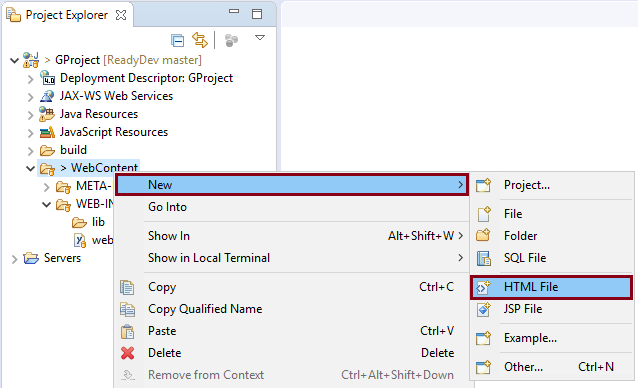 Project Explorer
> GProject [ReadyDev master]
Deployment Descriptor: GProject
JAX-WS Web Services
Java Resources
JavaScript Resources
build
> WebContent
META-
WEB-IN
lib
web
Servers
New
Go Into
Show In Alt+Shift+W
Show in Local Terminal
Copy Ctrl+C
Copy Qualified Name
Paste Ctrl+V
Delete Delete
Remove from Context Ctrl+Alt+Shift+Down
Project...
File
Folder
SQL File
HTML File
JSP File
Example...
Other... Ctrl+N